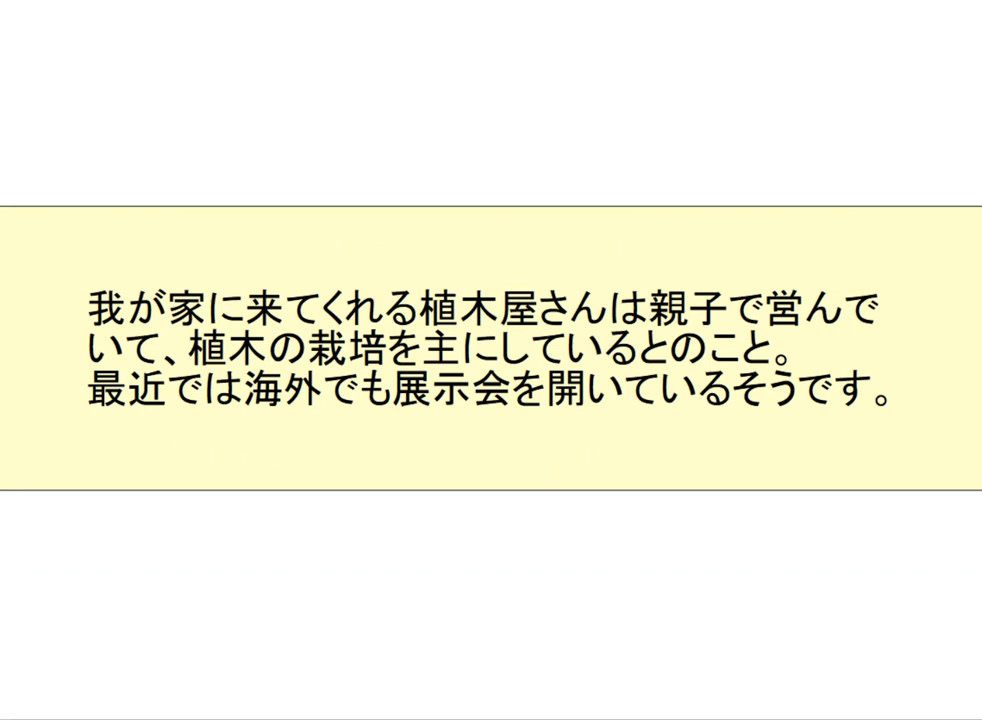 我が家に来てくれる植木屋さんは親子で営んで
いて、植木の栽培を主にしているとのこと。
最近では海外でも展示会を開いているそうです。